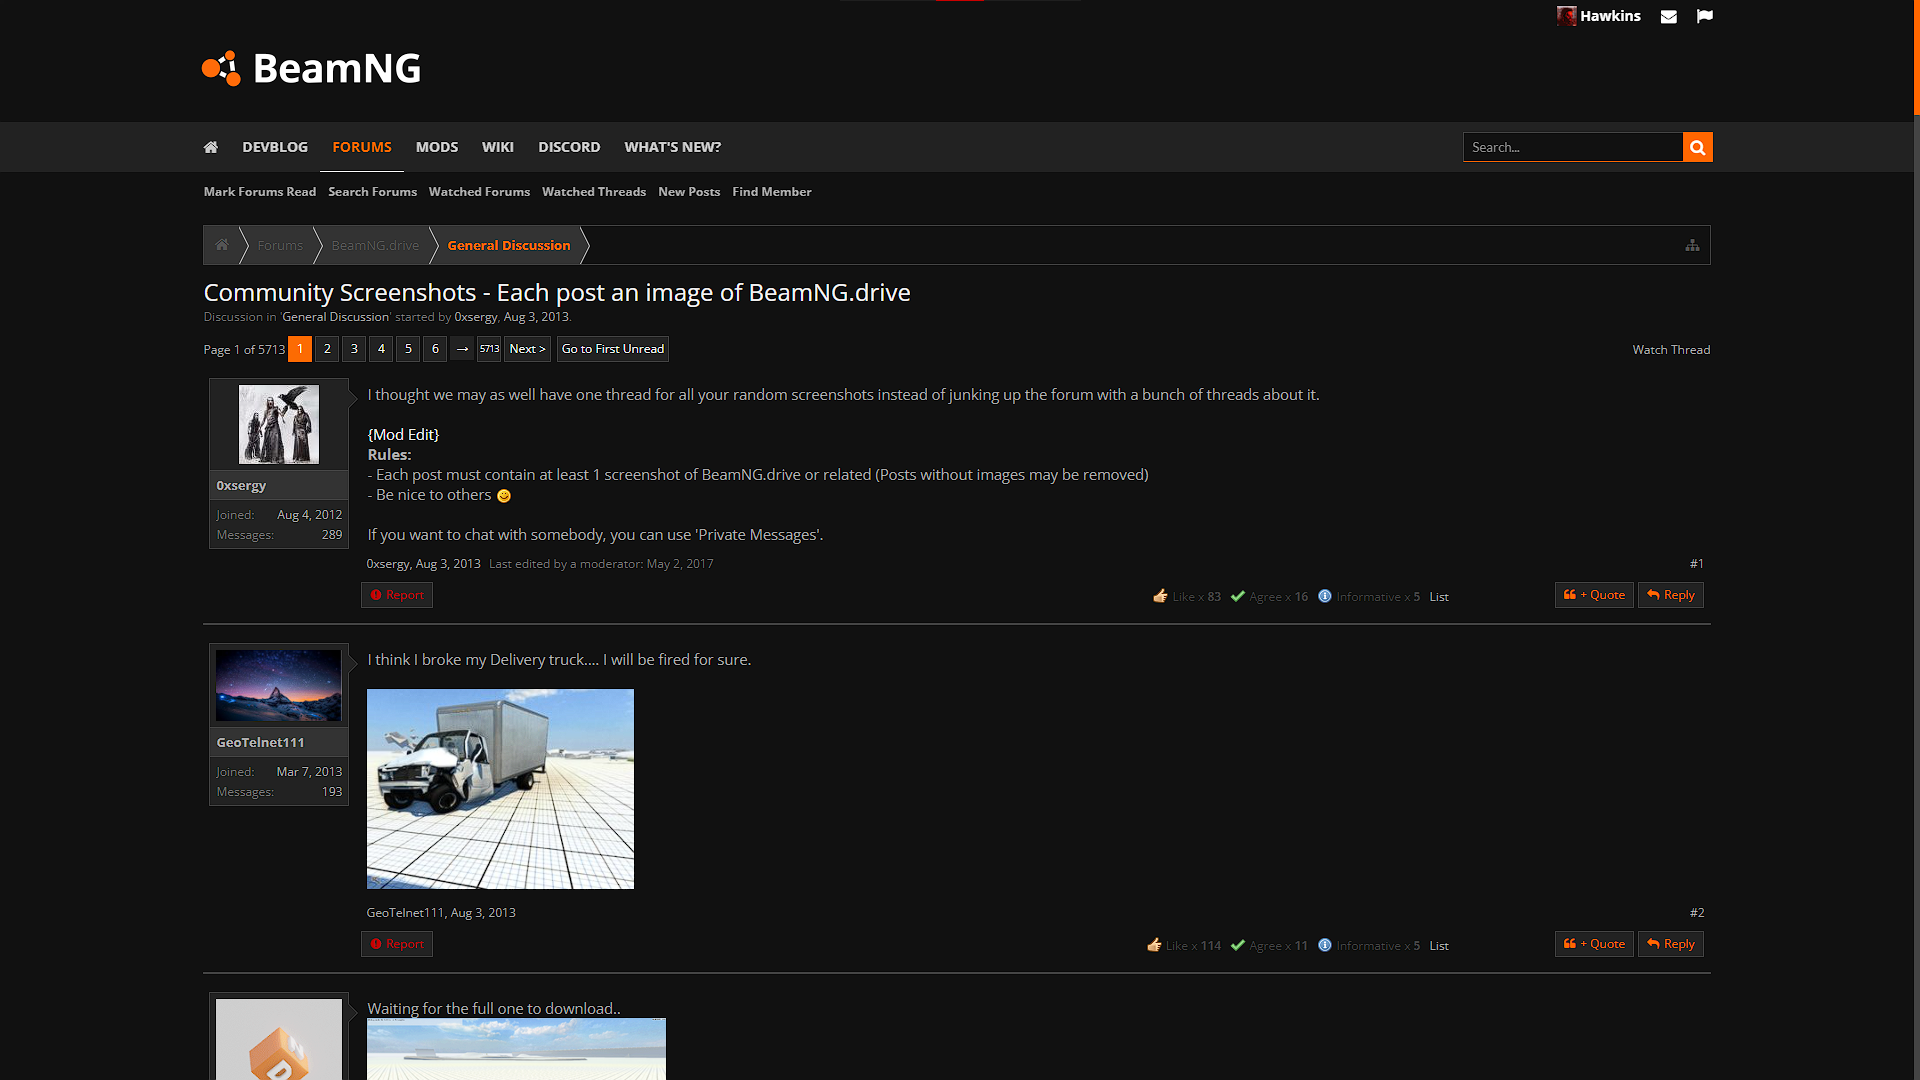 Hawkins
BeamNG
DEVBLOG FORUMS MODS WIKI DISCORD WHAT'S NEW?
Search...
Mark Forums Read Search Forums Watched Forums Watched Threads New Posts Find Member
Forums BeamNG.drive General Discussion
Community Screenshots - Each post an image of BeamNG.drive
Discussion in 'General Discussion' started by 0xsergy, Aug 3, 2013.
Page 1 of 5713 1 2 3 4 5 6 → 5713 Next > Go to First Unread
Watch Thread
0xsergy
Joined: Aug 4, 2012
Messages: 289
I thought we may as well have one thread for all your random screenshots instead of junking up the forum with a bunch of threads about it.
{Mod Edit}
Rules:
- Each post must contain at least 1 screenshot of BeamNG.drive or related (Posts without images may be removed)
- Be nice to others
If you want to chat with somebody, you can use 'Private Messages'.
0xsergy, Aug 3, 2013 Last edited by a moderator: May 2, 2017
#1
Report
Like x 83 Agree x 16 Informative x 5 List
+ Quote Reply
GeoTelnet111
Joined: Mar 7, 2013
Messages: 193
I think I broke my Delivery truck.... I will be fired for sure.
GeoTelnet111, Aug 3, 2013
#2
Report
Like x 114 Agree x 11 Informative x 5 List
+ Quote Reply
Waiting for the full one to download..